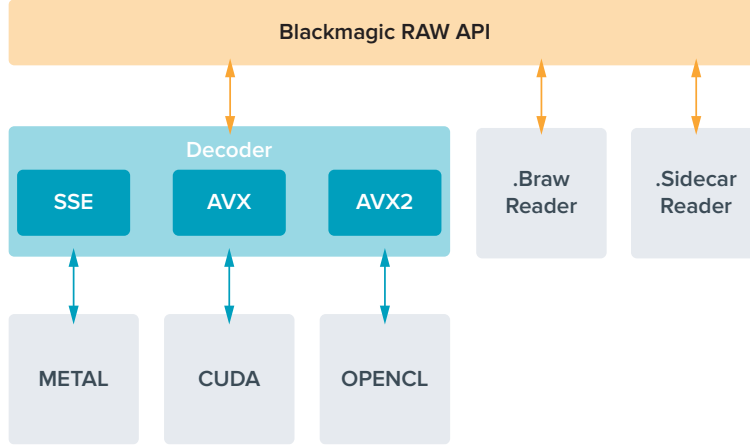 Blackmagic RAW API
Decoder
SSE
AVX
AVX2
.Braw
Reader
.Sidecar
Reader
METAL
CUDA
OPENCL